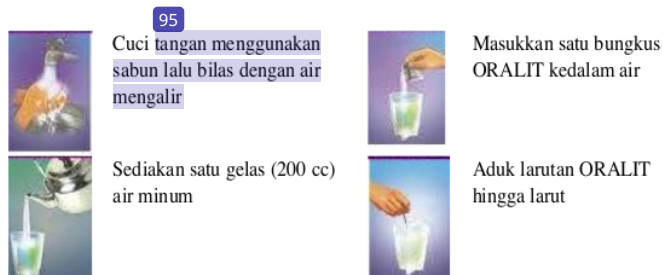 95
Cuci tangan menggunakan
sabun lalu bilas dengan air
mengalir
Sediakan satu gelas (200 cc)
air minum
Masukkan satu bungkus
ORALIT kedalam air
Aduk larutan ORALIT
hingga larut